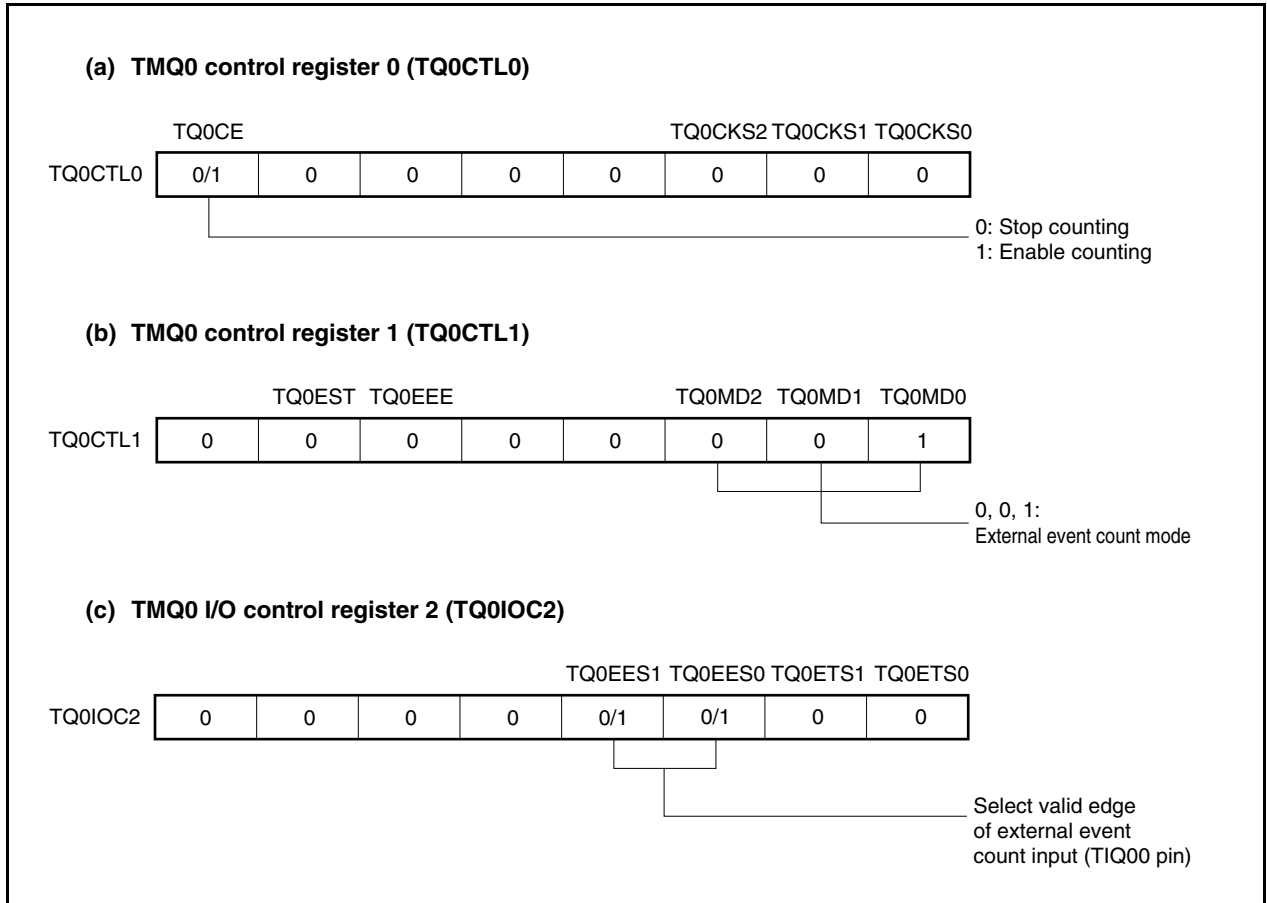 (a) TMQ0 control register 0 (TQ0CTL0)
TQ0CE TQ0CKS2 TQ0CKS1 TQ0CKS0
TQ0CTL0 0/1 0 0 0 0 0 0 0
0: Stop counting
1: Enable counting
(b) TMQ0 control register 1 (TQ0CTL1)
TQ0EST TQ0EEE TQ0MD2 TQ0MD1 TQ0MD0
TQ0CTL1 0 0 0 0 0 0 0 1
0, 0, 1:
External event count mode
(c) TMQ0 I/O control register 2 (TQ0IOC2)
TQ0EES1 TQ0EES0 TQ0ETS1 TQ0ETS0
TQ0IOC2 0 0 0 0 0/1 0/1 0 0
Select valid edge
of external event
count input (TIQ00 pin)